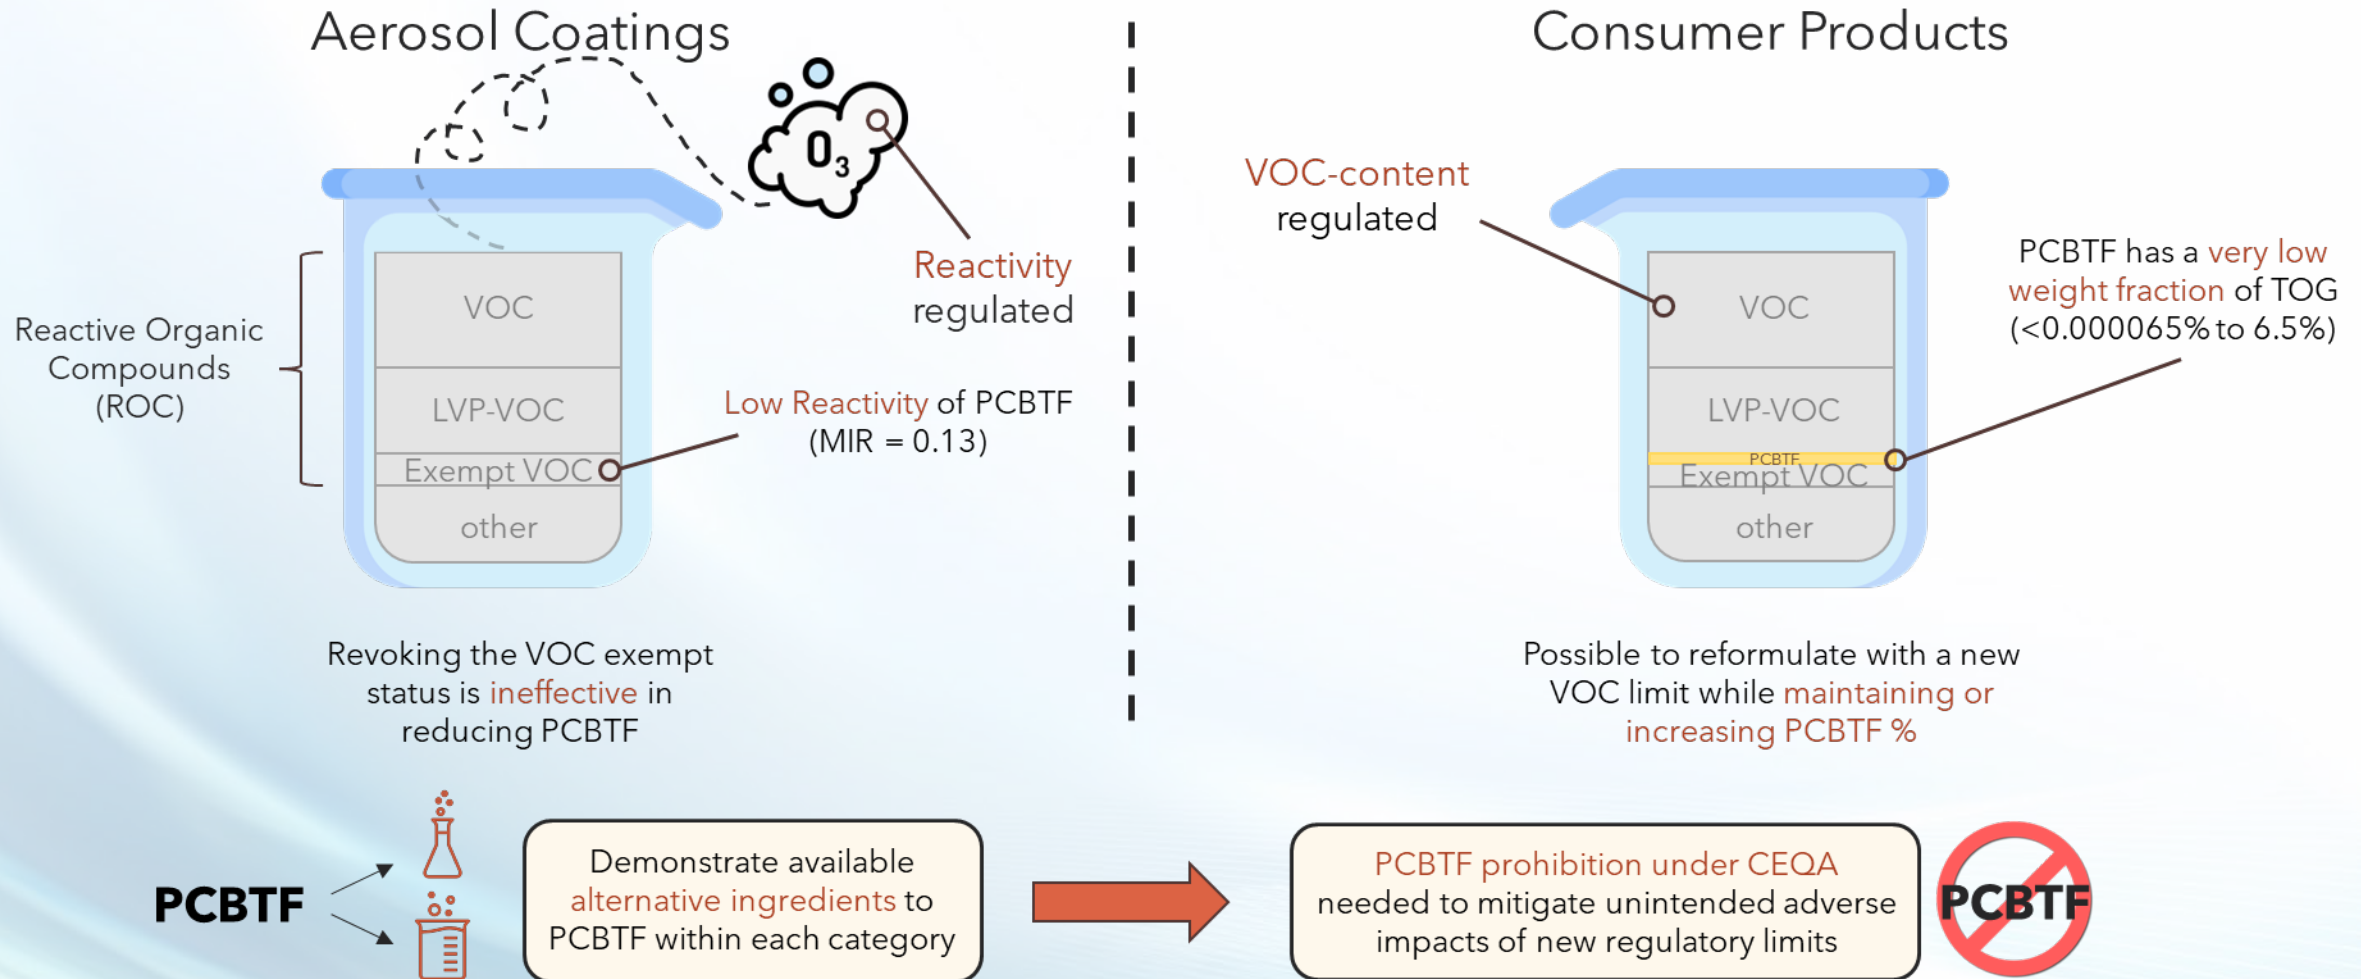 Aerosol Coatings
O3
Reactivity
regulated
Reactive Organic
Compounds
(ROC)
VOC
LVP-VOC
Exempt VOC
other
Low Reactivity of PCBTF
(MIR = 0.13)
Revoking the VOC exempt
status is ineffective in
reducing PCBTF
Consumer Products
VOC-content
regulated
VOC
LVP-VOC
PCBTF
Exempt VOC
other
PCBTF has a very low
weight fraction of TOG
(<0.000065% to 6.5%)
Possible to reformulate with a new
VOC limit while maintaining or
increasing PCBTF %
PCBTF
Demonstrate available
alternative ingredients to
PCBTF within each category
PCBTF prohibition under CEQA
needed to mitigate unintended adverse
impacts of new regulatory limits
PCBTF